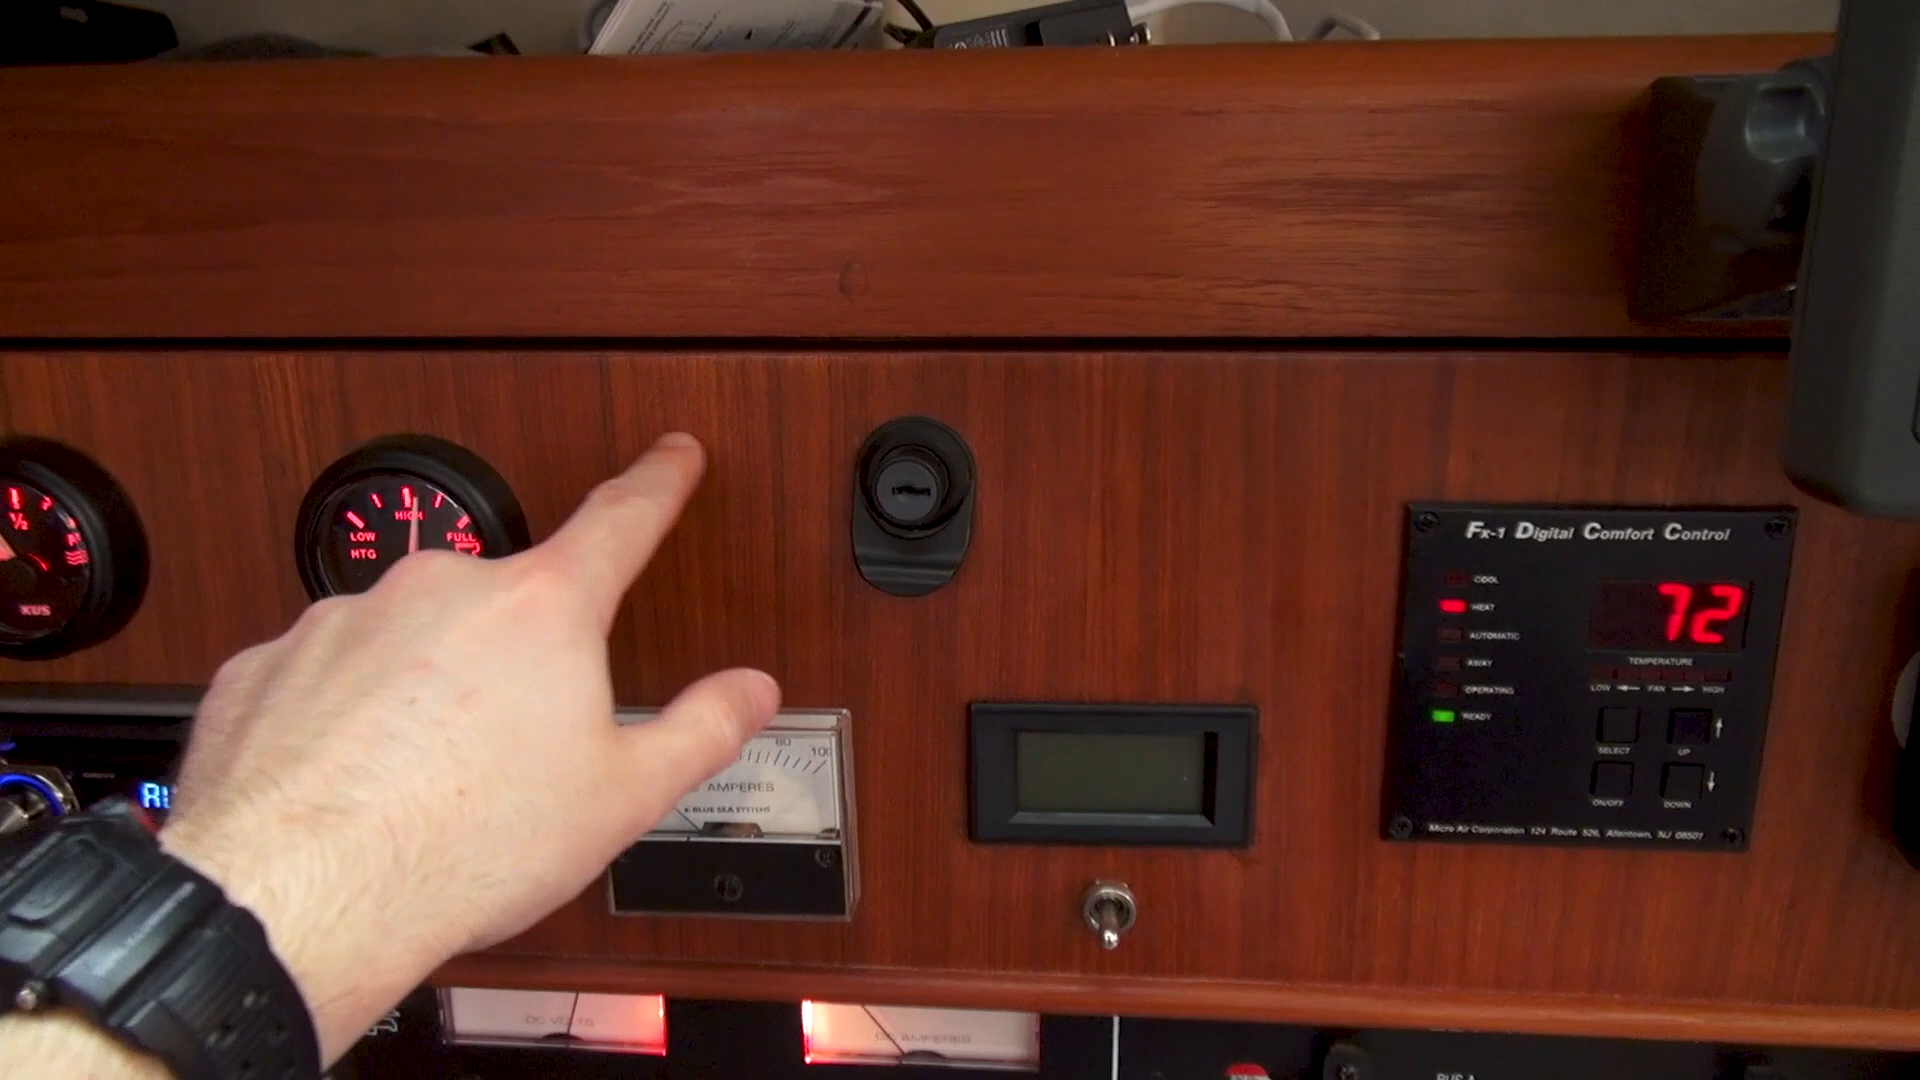 Fx-1 Digital Comfort Control
COOL
HEAT
AUTOMATIC
AWAY
OPERATING
READY
72
TEMPERATURE
LOW FAN HIGH
SELECT
UP
ON/OFF
DOWN
Micro Air Corporation 124 Route 526, Allentown, NJ 08501
1/2
KUS
HIGH
LOW
FULL
HTG
80
100
AMPERES
BLUE SEA SYSTEMS
DC VOLTS
DC AMPERES
BUS A